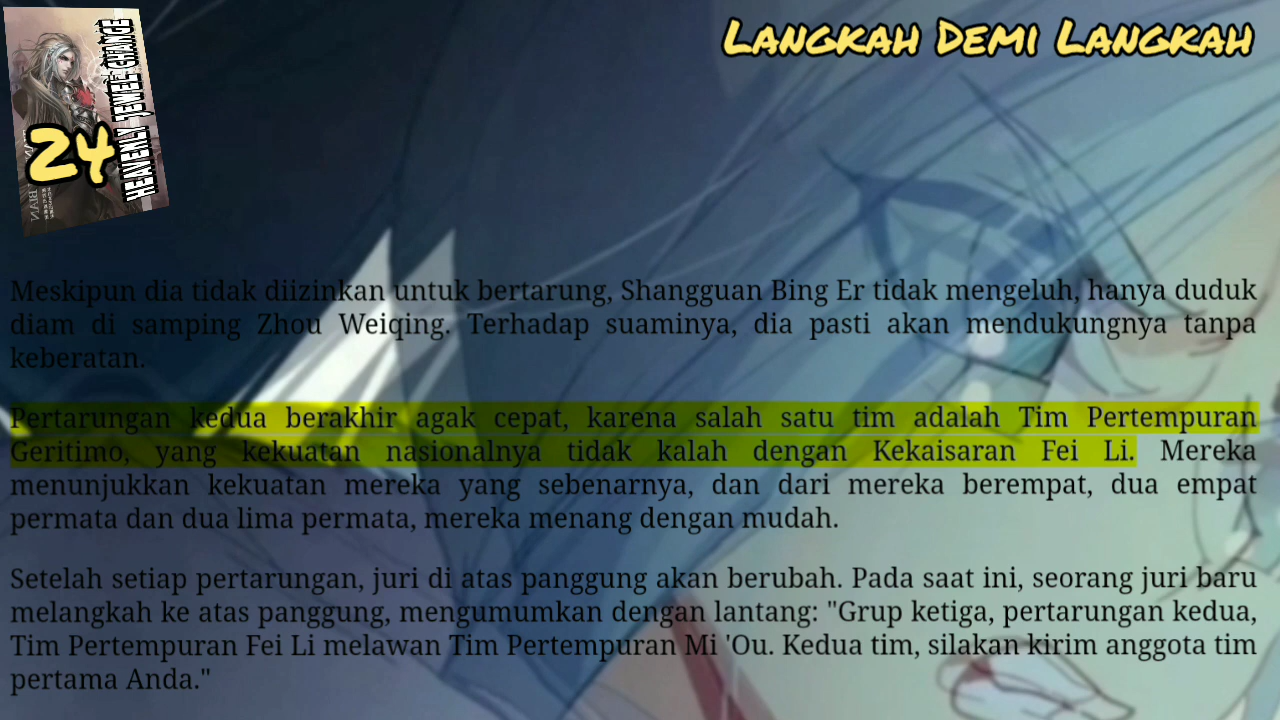 Langkah Demi Langkah
HEAVENLY JEWEL CHANGE
24
Meskipun dia tidak diizinkan untuk bertarung, Shangguan Bing Er tidak mengeluh, hanya duduk
diam di samping Zhou Weiqing. Terhadap suaminya, dia pasti akan mendukungnya tanpa
keberatan.
Pertarungan kedua berakhir agak cepat, karena salah satu tim adalah Tim Pertempuran
Geritimo, yang kekuatan nasionalnya tidak kalah dengan Kekaisaran Fei Li. Mereka
menunjukkan kekuatan mereka yang sebenarnya, dan dari mereka berempat, dua empat
permata dan dua lima permata, mereka menang dengan mudah.
Setelah setiap pertarungan, juri di atas panggung akan berubah. Pada saat ini, seorang juri baru
melangkah ke atas panggung, mengumumkan dengan lantang: "Grup ketiga, pertarungan kedua,
Tim Pertempuran Fei Li melawan Tim Pertempuran Mi 'Ou. Kedua tim, silakan kirim anggota tim
pertama Anda."